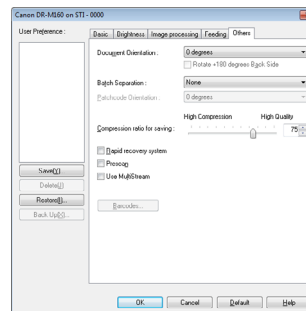 Canon DR-M160 on STI - 0000
User Preference :
Save(Y)...
Delete(J)
Restore(I)...
Back Up(X)...
Basic Brightness Image processing Feeding Others
Document Orientation : 0 degrees
Rotate +180 degrees Back Side
Batch Separation : None
Patchcode Orientation : 0 degrees
High Compression High Quality
Compression ratio for saving : 75
Rapid recovery system
Prescan
Use MultiStream
Barcodes...
OK Cancel Default Help